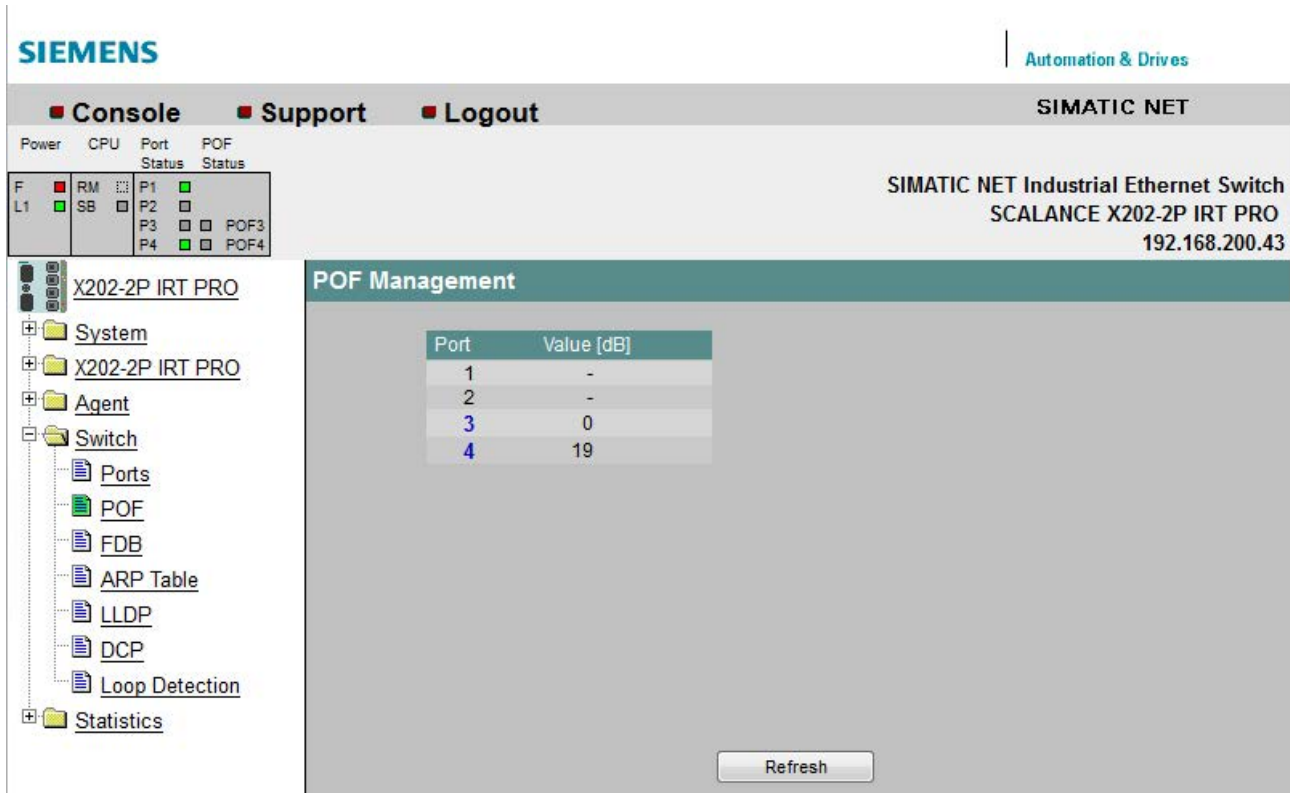 SIEMENS
Automation & Drives
Console Support Logout
SIMATIC NET
Power CPU Port Status POF Status
F RM P1
L1 SB P2
P3 POF3
P4 POF4
SIMATIC NET Industrial Ethernet Switch
SCALANCE X202-2P IRT PRO
192.168.200.43
X202-2P IRT PRO
System
X202-2P IRT PRO
Agent
Switch
Ports
POF
FDB
ARP Table
LLDP
DCP
Loop Detection
Statistics
POF Management
Port Value [dB]
1 -
2 -
3 0
4 19
Refresh